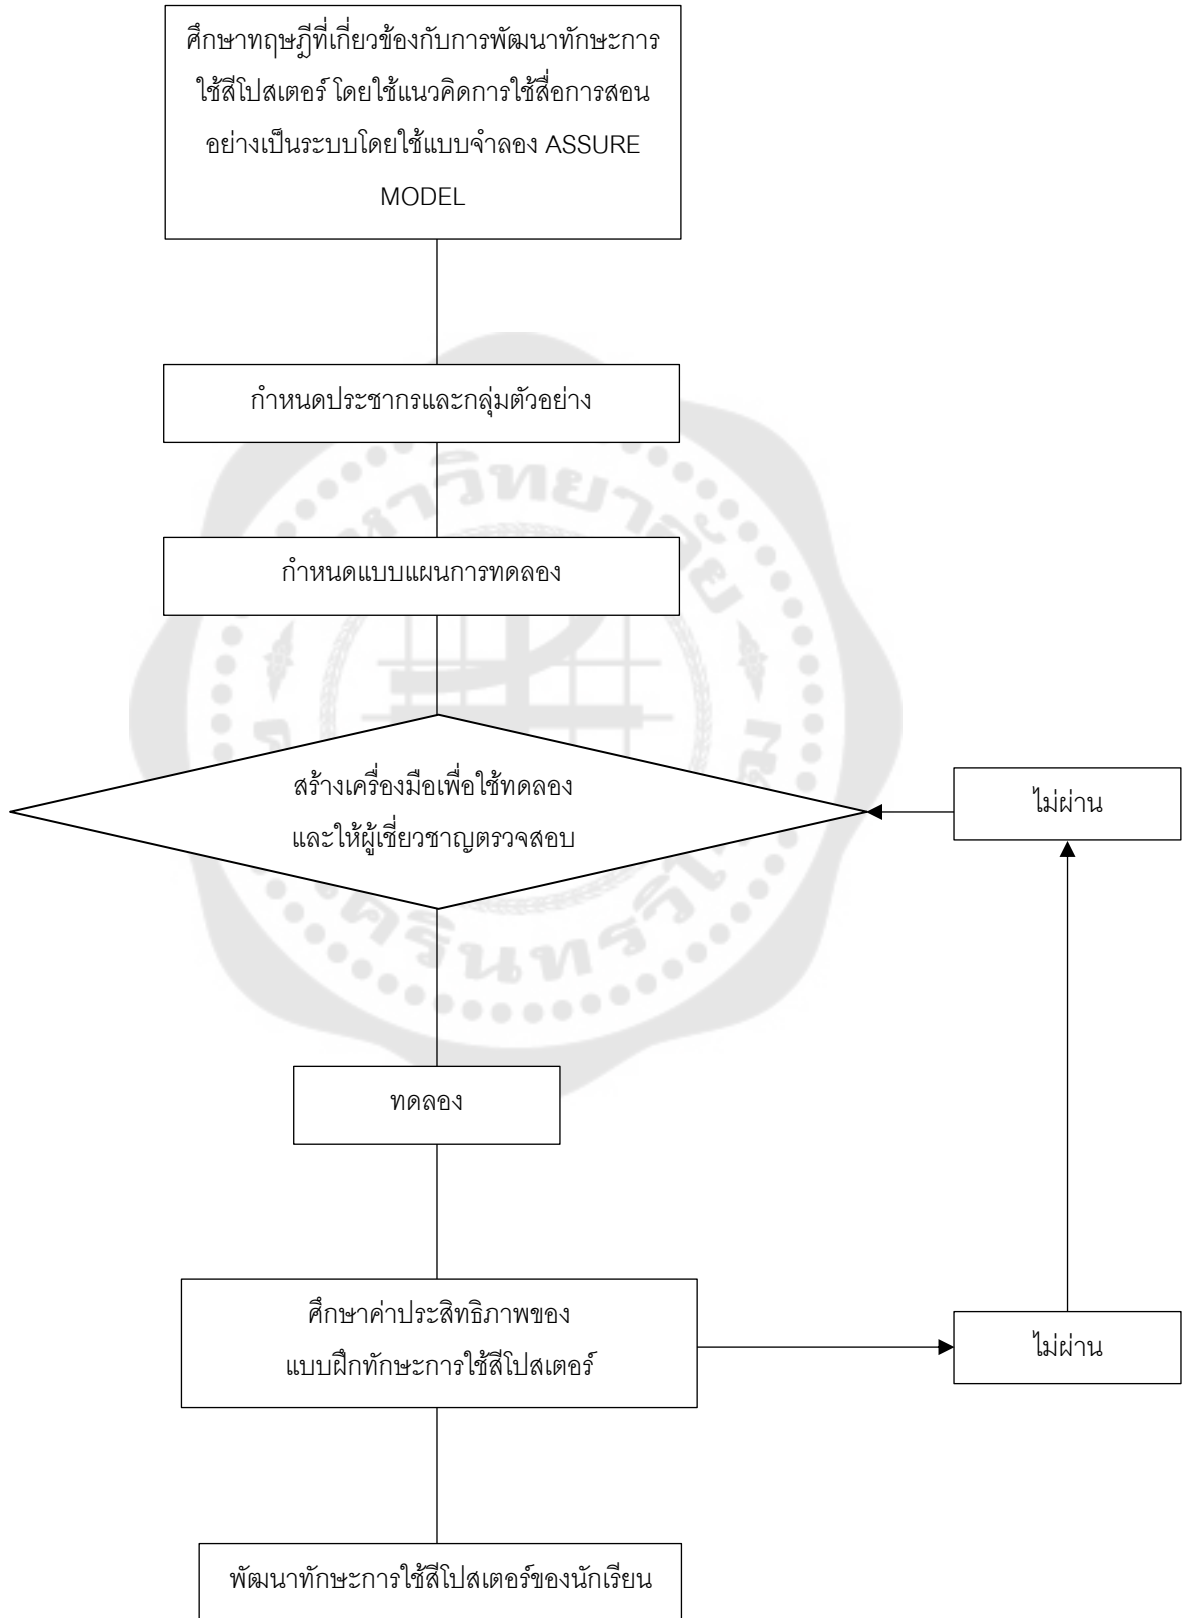 ศึกษาทฤษฎีที่เกี่ยวข้องกับการพัฒนาทักษะการ
ใช้สีโปสเตอร์ โดยใช้แนวคิดการใช้สื่อการสอน
อย่างเป็นระบบโดยใช้แบบจำลอง ASSURE
MODEL
กำหนดประชากรและกลุ่มตัวอย่าง
กำหนดแบบแผนการทดลอง
สร้างเครื่องมือเพื่อใช้ทดลอง
และให้ผู้เชี่ยวชาญตรวจสอบ
ไม่ผ่าน
ทดลอง
ศึกษาค่าประสิทธิภาพของ
แบบฝึกทักษะการใช้สีโปสเตอร์
ไม่ผ่าน
พัฒนาทักษะการใช้สีโปสเตอร์ของนักเรียน